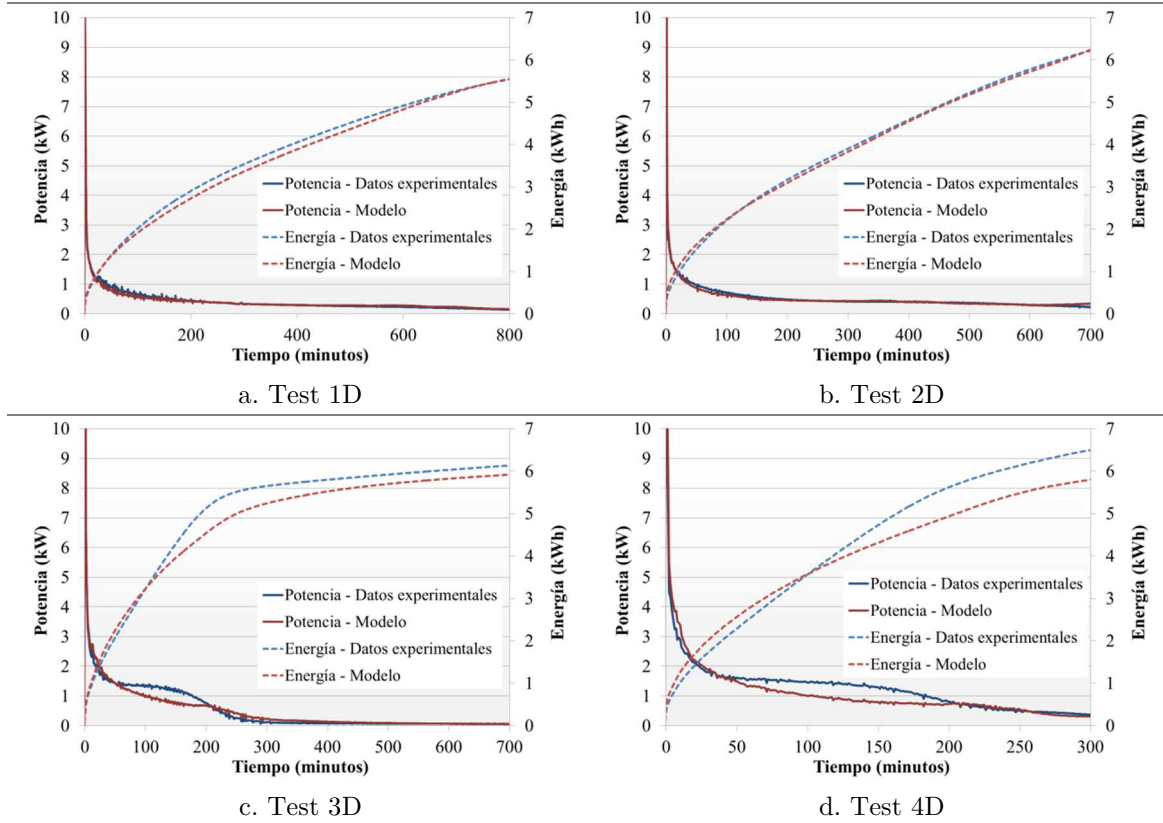 10
9
8
7
6
5
4
3
2
1
0
Potencia (kW)
7
6
5
4
3
2
1
0
Energía (kWh)
Potencia - Datos experimentales
Potencia - Modelo
Energía - Datos experimentales
Energía - Modelo
0 200 400 600 800
Tiempo (minutos)
a. Test 1D
10
9
8
7
6
5
4
3
2
1
0
Potencia (kW)
7
6
5
4
3
2
1
0
Energía (kWh)
Potencia - Datos experimentales
Potencia - Modelo
Energía - Datos experimentales
Energía - Modelo
0 100 200 300 400 500 600 700
Tiempo (minutos)
b. Test 2D
10
9
8
7
6
5
4
3
2
1
0
Potencia (kW)
7
6
5
4
3
2
1
0
Energía (kWh)
Potencia - Datos experimentales
Potencia - Modelo
Energía - Datos experimentales
Energía - Modelo
0 100 200 300 400 500 600 700
Tiempo (minutos)
c. Test 3D
10
9
8
7
6
5
4
3
2
1
0
Potencia (kW)
7
6
5
4
3
2
1
0
Energía (kWh)
Potencia - Datos experimentales
Potencia - Modelo
Energía - Datos experimentales
Energía - Modelo
0 50 100 150 200 250 300
Tiempo (minutos)
d. Test 4D